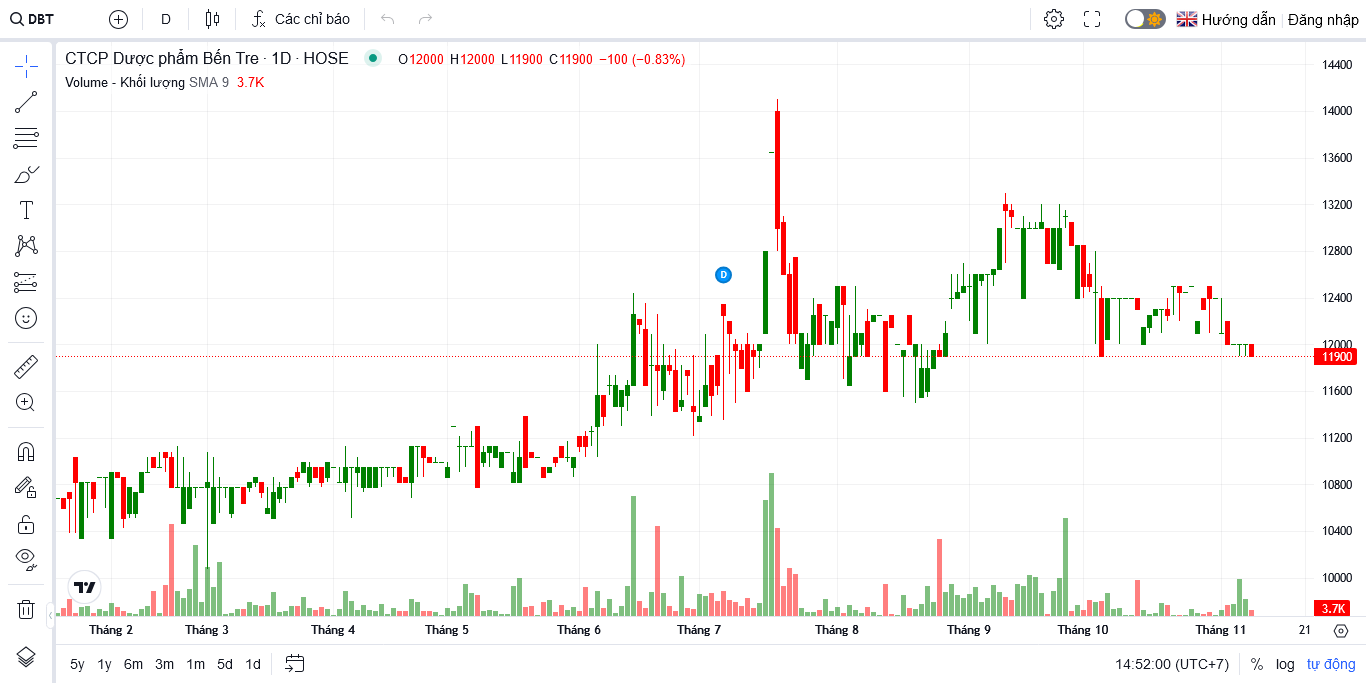 DBT
D
Các chỉ báo
Hướng dẫn
Đăng nhập
CTCP Dược phẩm Bến Tre · 1D · HOSE
O12000 H12000 L11900 C11900 −100 (−0.83%)
Volume - Khối lượng SMA 9 3.7K
D
14400
14000
13600
13200
12800
12400
12000
11900
11600
11200
10800
10400
10000
3.7K
Tháng 2
Tháng 3
Tháng 4
Tháng 5
Tháng 6
Tháng 7
Tháng 8
Tháng 9
Tháng 10
Tháng 11
21
5y 1y 6m 3m 1m 5d 1d
14:52:00 (UTC+7)
% log tự động